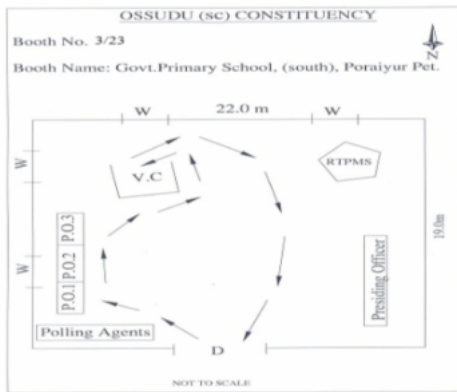 OSSUDU (SC) CONSTITUENCY
Booth No. 3/23
N
Booth Name: Govt.Primary School, (south), Poraiyur Pet.
W 22.0 m W
W
V.C
RTPMS
P.O.1 P.O.2 P.O.3
W
19.0m
Presiding Officer
Polling Agents
D
NOT TO SCALE